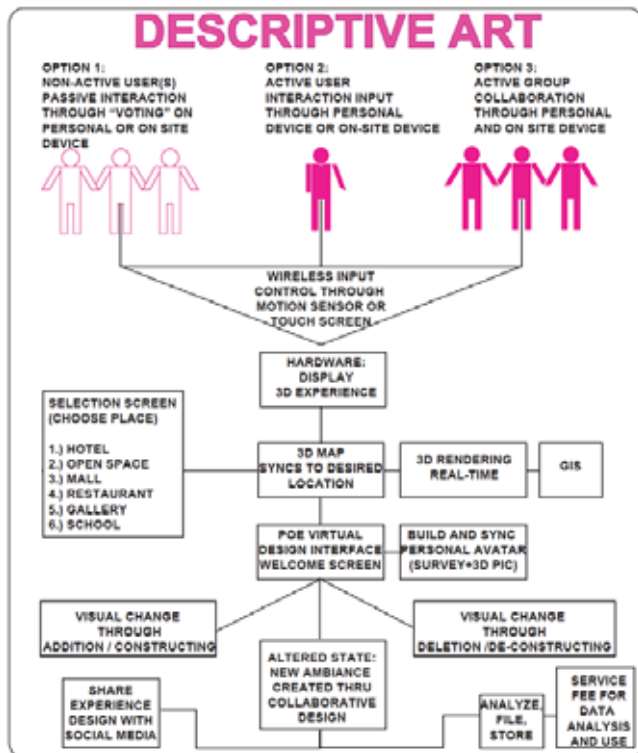 DESCRIPTIVE ART
OPTION 1:
NON-ACTIVE USER(S)
PASSIVE INTERACTION
THROUGH "VOTING" ON
PERSONAL OR ON SITE
DEVICE
OPTION 2:
ACTIVE USER
INTERACTION INPUT
THROUGH PERSONAL
DEVICE OR ON-SITE DEVICE
OPTION 3:
ACTIVE GROUP
COLLABORATION
THROUGH PERSONAL
AND ON SITE DEVICE
WIRELESS INPUT
CONTROL THROUGH
MOTION SENSOR OR
TOUCH SCREEN
HARDWARE:
DISPLAY
3D EXPERIENCE
SELECTION SCREEN
(CHOOSE PLACE)
1.) HOTEL
2.) OPEN SPACE
3.) MALL
4.) RESTAURANT
5.) GALLERY
6.) SCHOOL
3D MAP
SYNCS TO DESIRED
LOCATION
3D RENDERING
REAL-TIME
GIS
POE VIRTUAL
DESIGN INTERFACE
WELCOME SCREEN
BUILD AND SYNC
PERSONAL AVATAR
(SURVEY+3D PIC)
VISUAL CHANGE
THROUGH
ADDITION / CONSTRUCTING
VISUAL CHANGE
THROUGH
DELETION /DE-CONSTRUCTING
ALTERED STATE:
NEW AMBIANCE
CREATED THRU
COLLABORATIVE
DESIGN
SHARE
EXPERIENCE
DESIGN WITH
SOCIAL MEDIA
ANALYZE,
FILE,
STORE
SERVICE
FEE FOR
DATA
ANALYSIS
AND USE